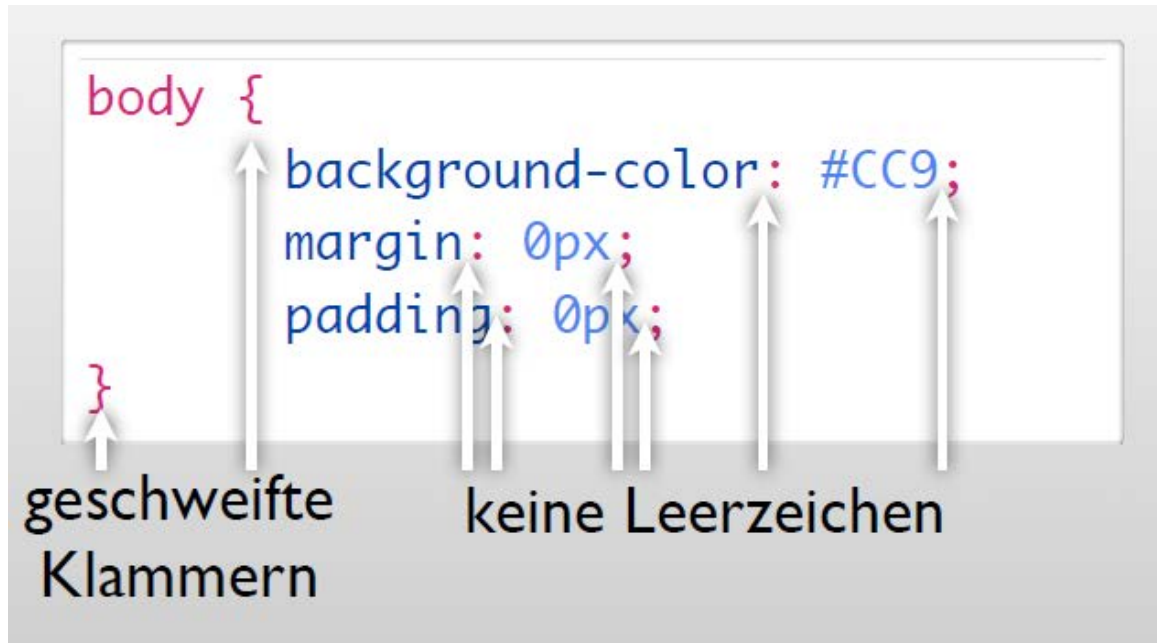 body {
background-color: #CC9;
margin: 0px;
padding: 0px;
}
geschweifte
Klammern
keine Leerzeichen